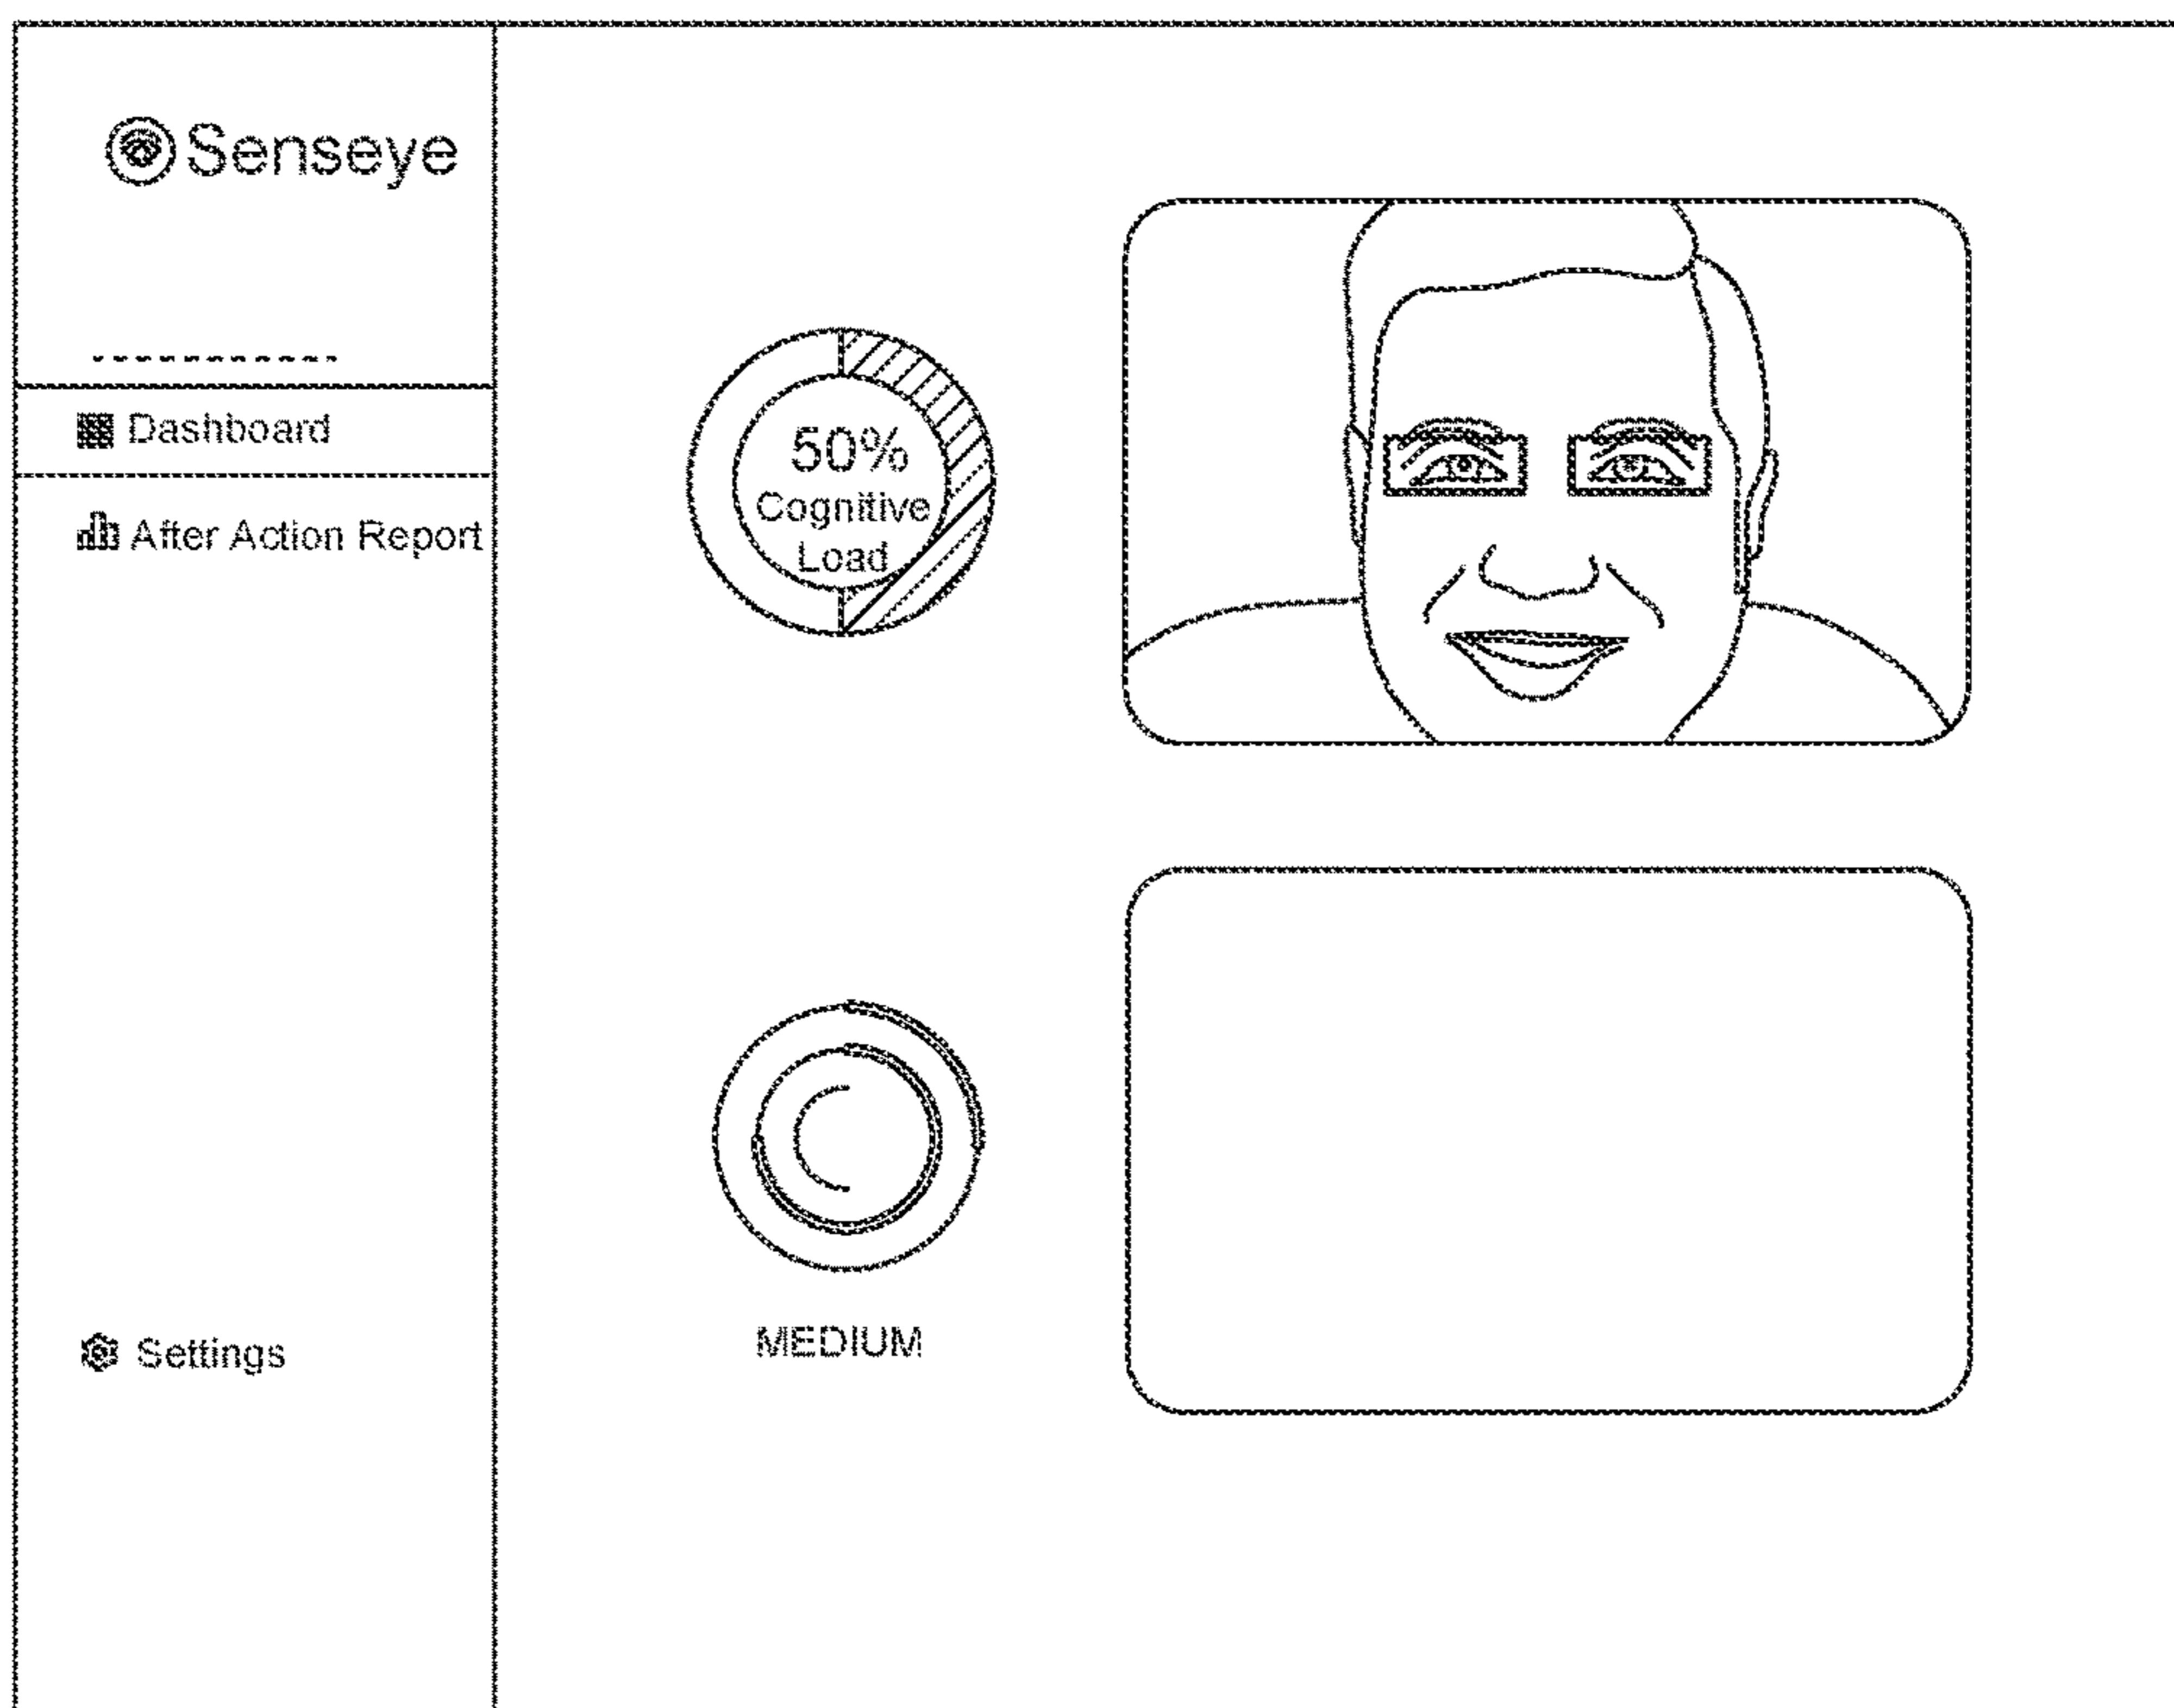 Senseye
Dashboard
After Action Report
Settings
50%
Cognitive
Load
MEDIUM